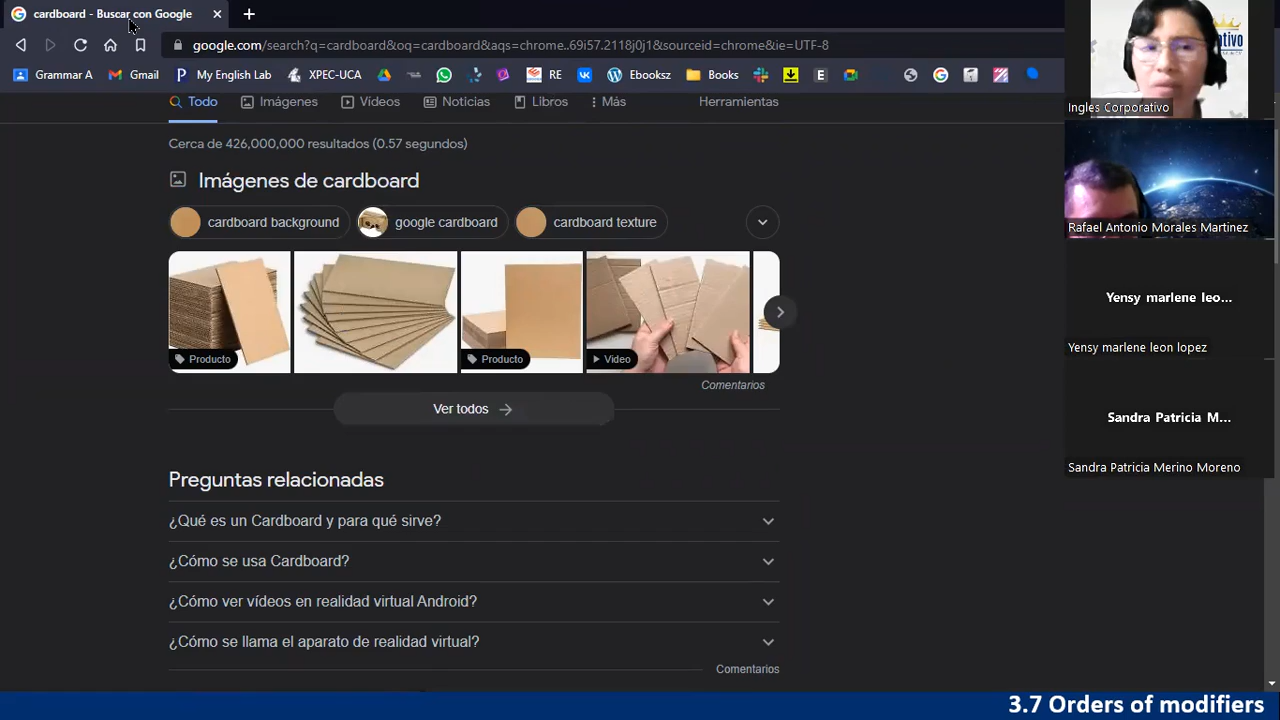 cardboard - Buscar con Google
google.com/search?q=cardboard&oq=cardbord&aqs=chrome..69i57.2118j0j1&sourceid=chrome&ie=UTF-8
Grammar A
Gmail
My English Lab
XPEC-UCA
RE
Ebooksz
Books
Todo
Imágenes
Vídeos
Noticias
Libros
Más
Herramientas
Cerca de 426,000,000 resultados (0.57 segundos)
Imágenes de cardboard
cardboard background
google cardboard
cardboard texture
Producto
Producto
Video
Comentarios
Ver todos
Preguntas relacionadas
¿Qué es un Cardboard y para qué sirve?
¿Cómo se usa Cardboard?
¿Cómo ver vídeos en realidad virtual Android?
¿Cómo se llama el aparato de realidad virtual?
Comentarios
Ingles Corporativo
Rafael Antonio Morales Martinez
Yensy marlene leo...
Yensy marlene leon lopez
Sandra Patricia M...
Sandra Patricia Merino Moreno
3.7 Orders of modifiers